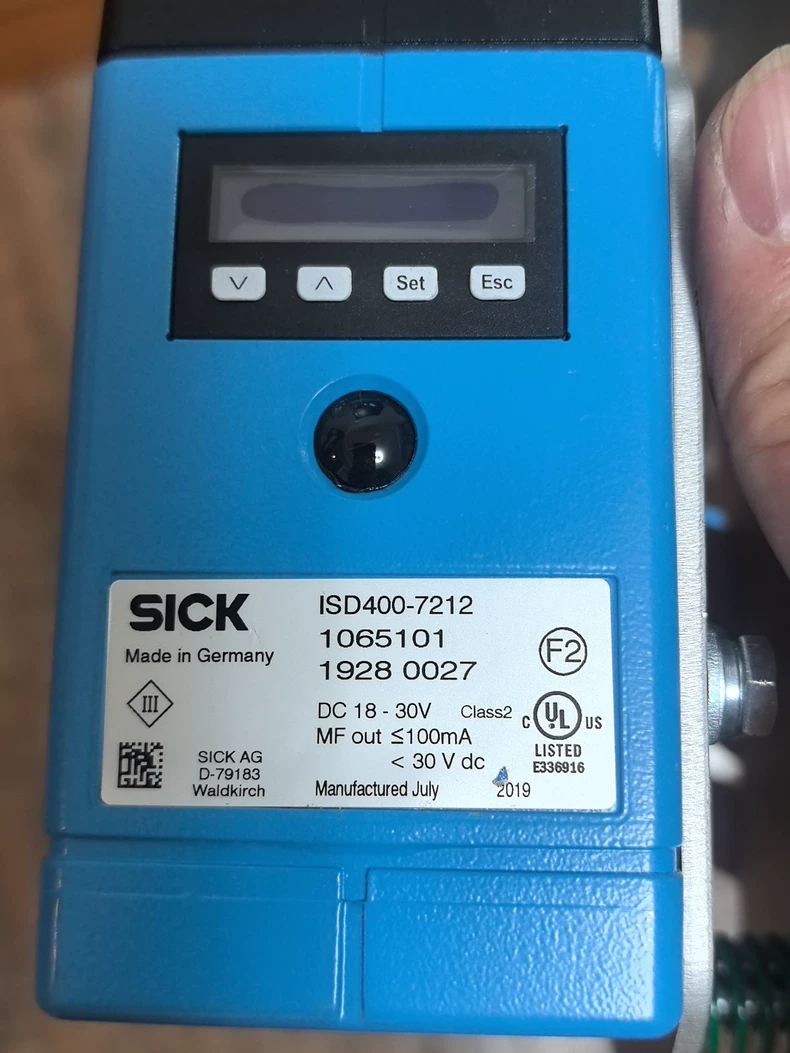 Set Esc
SICK
Made in Germany
III
SICK AG
D-79183
Waldkirch
ISD400-7212
1065101
1928 0027
DC 18 - 30V Class2
MF out ≤100mA
< 30 V dc
Manufactured July 2019
F2
C UL US
LISTED
E336916